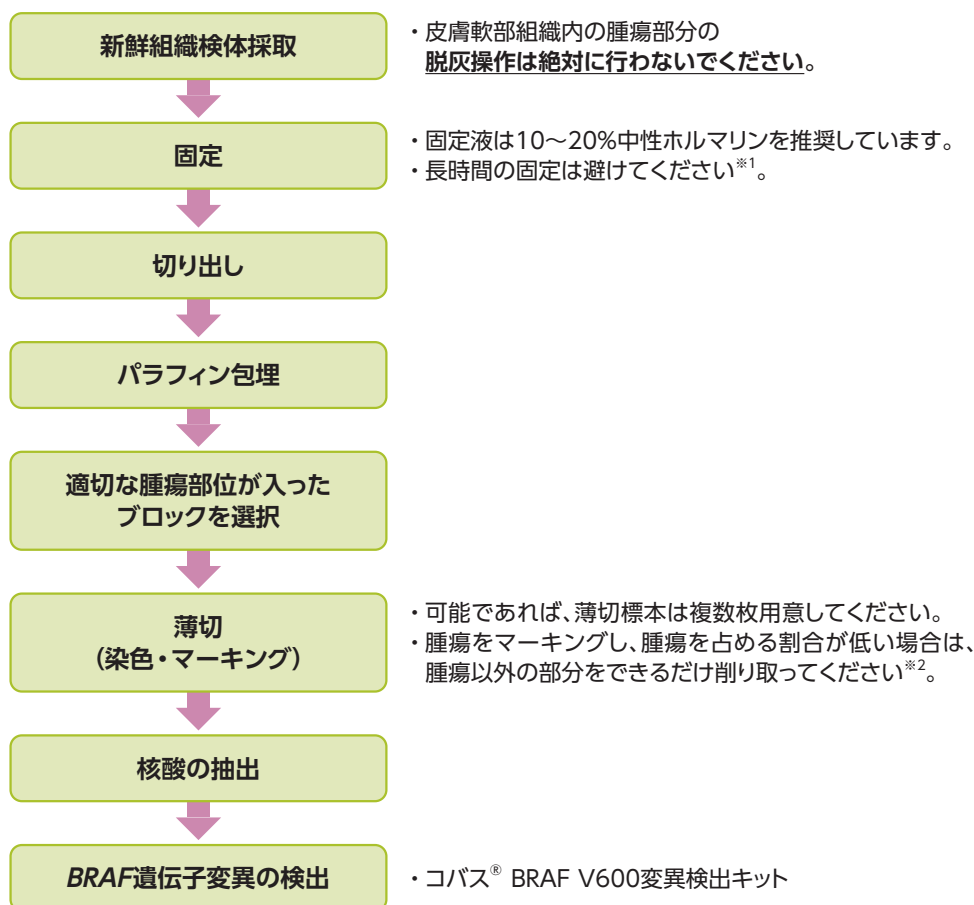 新鮮組織検体採取
・皮膚軟部組織内の腫瘍部分の
脱灰操作は絶対に行わないでください。
固定
・固定液は10～20%中性ホルマリンを推奨しています。
・長時間の固定は避けてください※1。
切り出し
パラフィン包埋
適切な腫瘍部位が入った
ブロックを選択
薄切
（染色・マーキング）
・可能であれば、薄切標本は複数枚用意してください。
・腫瘍をマーキングし、腫瘍を占める割合が低い場合は、
腫瘍以外の部分をできるだけ削り取ってください※2。
核酸の抽出
BRAF遺伝子変異の検出
・コバス® BRAF V600変異検出キット